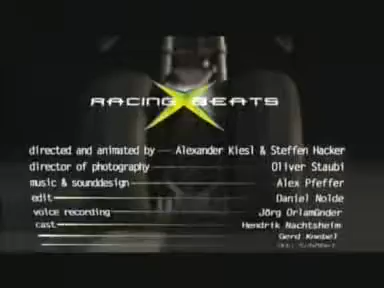 RACING BEATS
directed and animated by Alexander Kiesl & Steffen Hacker
director of photography Oliver Staubi
music & sounddesign Alex Pfeffer
edit Daniel Nolde
voice recording Jörg Orlamünder
cast Hendrik Nachtsheim
Gerd Knebel